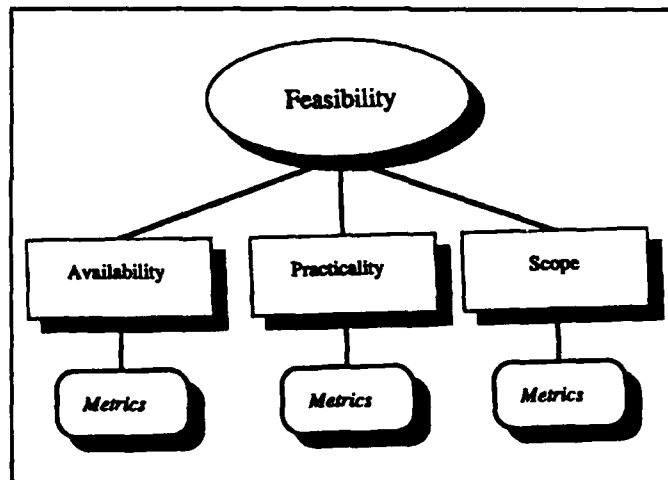 Feasibility
Availability
Practicality
Scope
Metrics
Metrics
Metrics